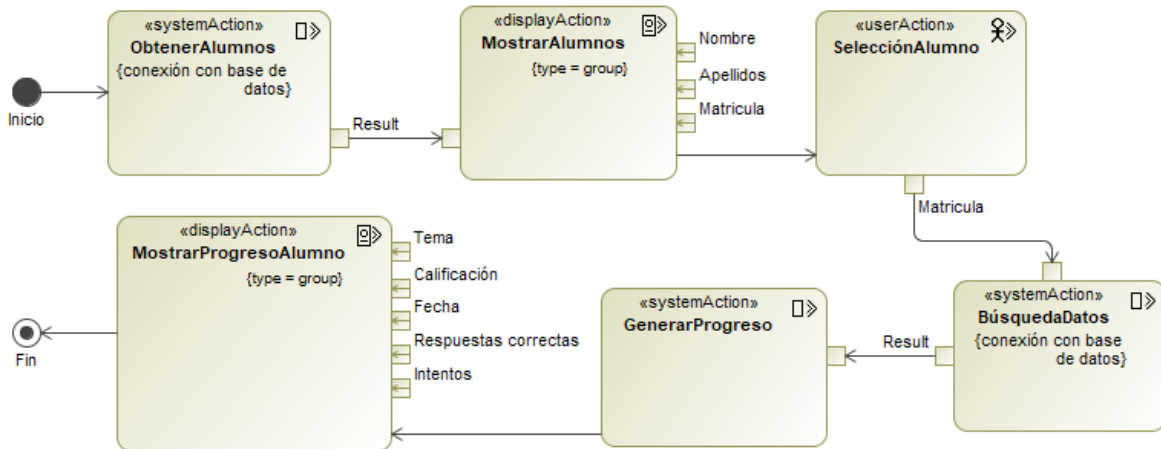 «systemAction»
ObtenerAlumnos
{conexión con base de
datos}
Inicio
Result
«displayAction»
MostrarAlumnos
{type = group}
Nombre
Apellidos
Matricula
«userAction»
SelecciónAlumno
Matricula
«systemAction»
BúsquedaDatos
{conexión con base
de datos}
Result
«systemAction»
GenerarProgreso
«displayAction»
MostrarProgresoAlumno
{type = group}
Tema
Calificación
Fecha
Respuestas correctas
Intentos
Fin